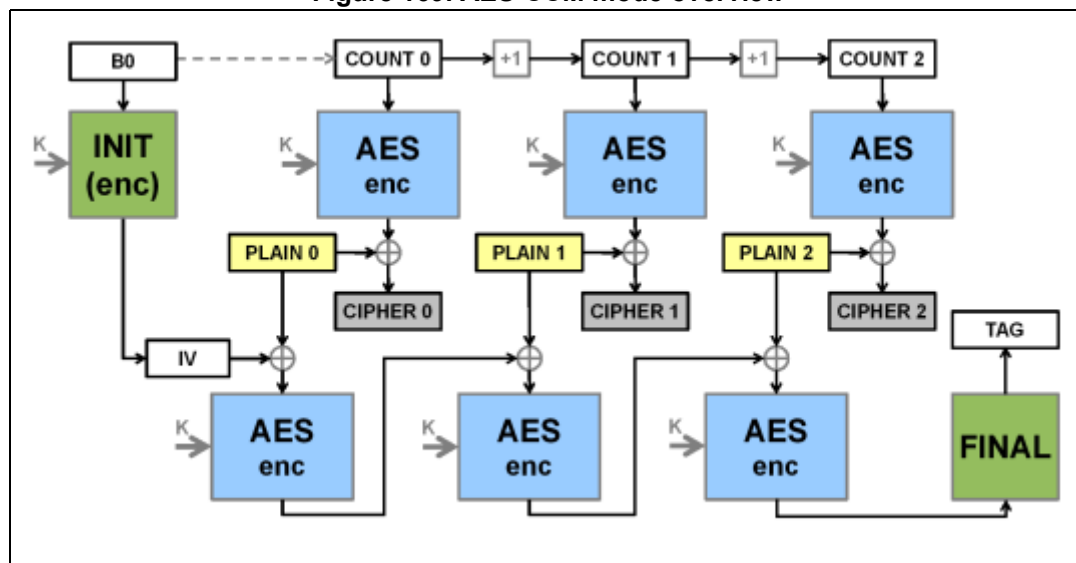 B0
COUNT 0
+1
COUNT 1
+1
COUNT 2
K
INIT
(enc)
K
AES
enc
K
AES
enc
K
AES
enc
PLAIN 0
PLAIN 1
PLAIN 2
CIPHER 0
CIPHER 1
CIPHER 2
TAG
IV
K
AES
enc
K
AES
enc
K
AES
enc
FINAL